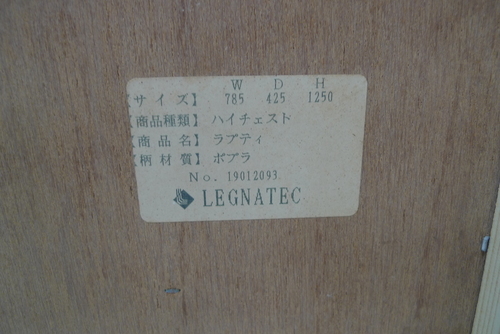 W D H
【サイズ】 785 425 1250
【商品種類】 ハイチェスト
【商品名】 ラプティ
【柄材質】 ポプラ
No. 19012093
LEGNATEC